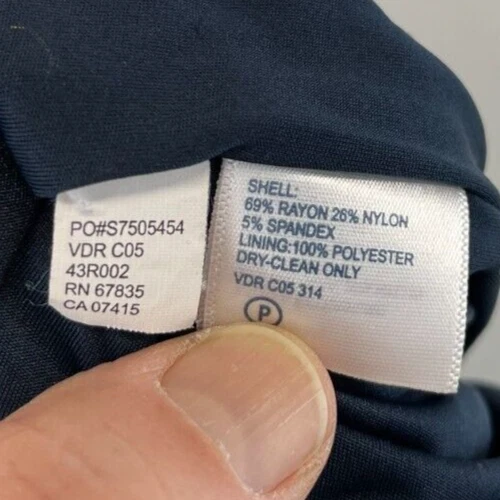 PO#S7505454
VDR C05
43R002
RN 67835
CA 07415
SHELL:
69% RAYON 26% NYLON
5% SPANDEX
LINING:100% POLYESTER
DRY-CLEAN ONLY
VDR C05 314
P